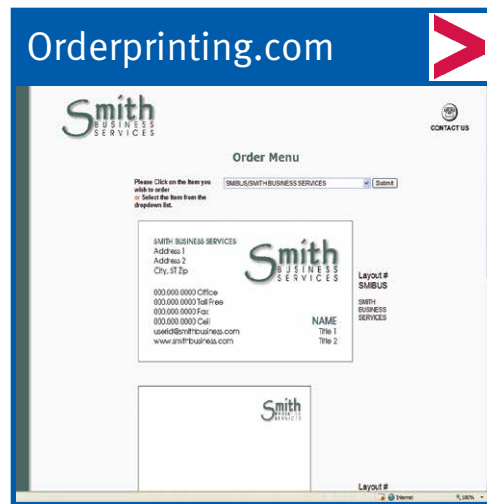 Orderprinting.com
Smith
BUSINESS
SERVICES
CONTACT US
Order Menu
Please Click on the Item you
wish to order
or Select the Item from the
dropdown list.
SMIBUS/SMITH BUSINESS SERVICES
Submit
SMITH BUSINESS SERVICES
Address 1
Address 2
City, ST Zip
000.000.0000 Office
000.000.0000 Toll Free
000.000.0000 Fax
000.000.0000 Cell
userid@smithbusiness.com
www.smithbusiness.com
Smith
BUSINESS
SERVICES
NAME
Title 1
Title 2
Layout #
SMIBUS
SMITH
BUSINESS
SERVICES
Smith
BUSINESS
SERVICES
Layout #
Internet
100%